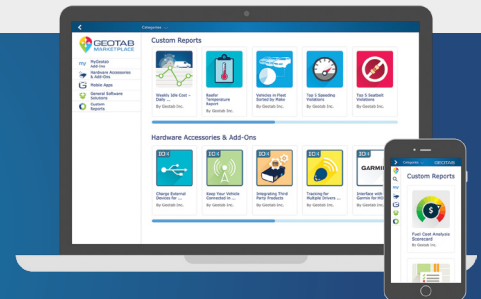 Categories
GEOTAB
MARKETPLACE
MyGeotab
Add-Ins
Hardware Accessories
& Add-Ons
Mobile Apps
General Software
Solutions
Custom
Reports
Custom Reports
Weekly Idle Cost -
Daily ...
By Geotab Inc.
Reefer
Temperature
Report
By Geotab Inc.
Vehicles in Fleet
Sorted by Make
By Geotab Inc.
Top 5 Speeding
Violations
By Geotab Inc.
Top 5 Seatbelt
Violations
By Geotab Inc.
Hardware Accessories & Add-Ons
IOX
IOX
IOX
IOX
GARMIN
Charge External
Devices for ...
By Geotab Inc.
Keep Your Vehicle
Connected in ...
By Geotab Inc.
Integrating Third
Party Products
By Geotab Inc.
Tracking for
Multiple Drivers ...
By Geotab Inc.
Interface with
Garmin for HO
By Geotab Inc.
Categories
GEOTAB
my
Custom Reports
$
Fuel Cost Analysis
Scorecard
By Geotab Inc.